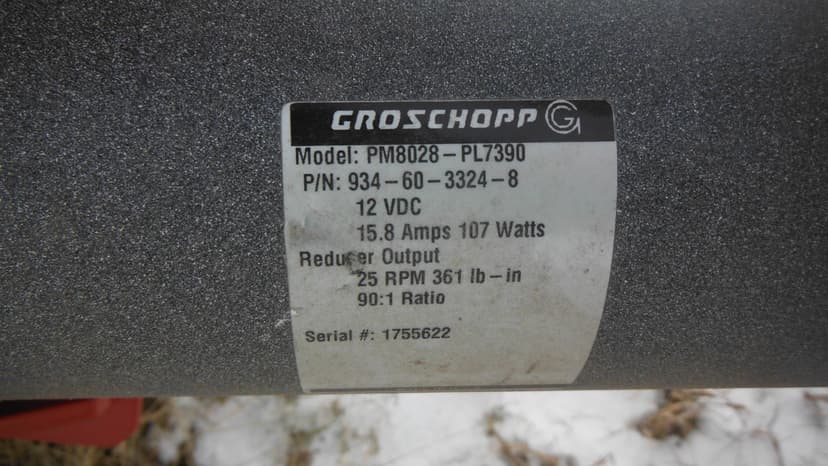 GROSCHOPP
Model: PM8028-PL7390
P/N: 934-60-3324-8
12 VDC
15.8 Amps 107 Watts
Reducer Output
25 RPM 361 lb-in
90:1 Ratio
Serial #: 1755622